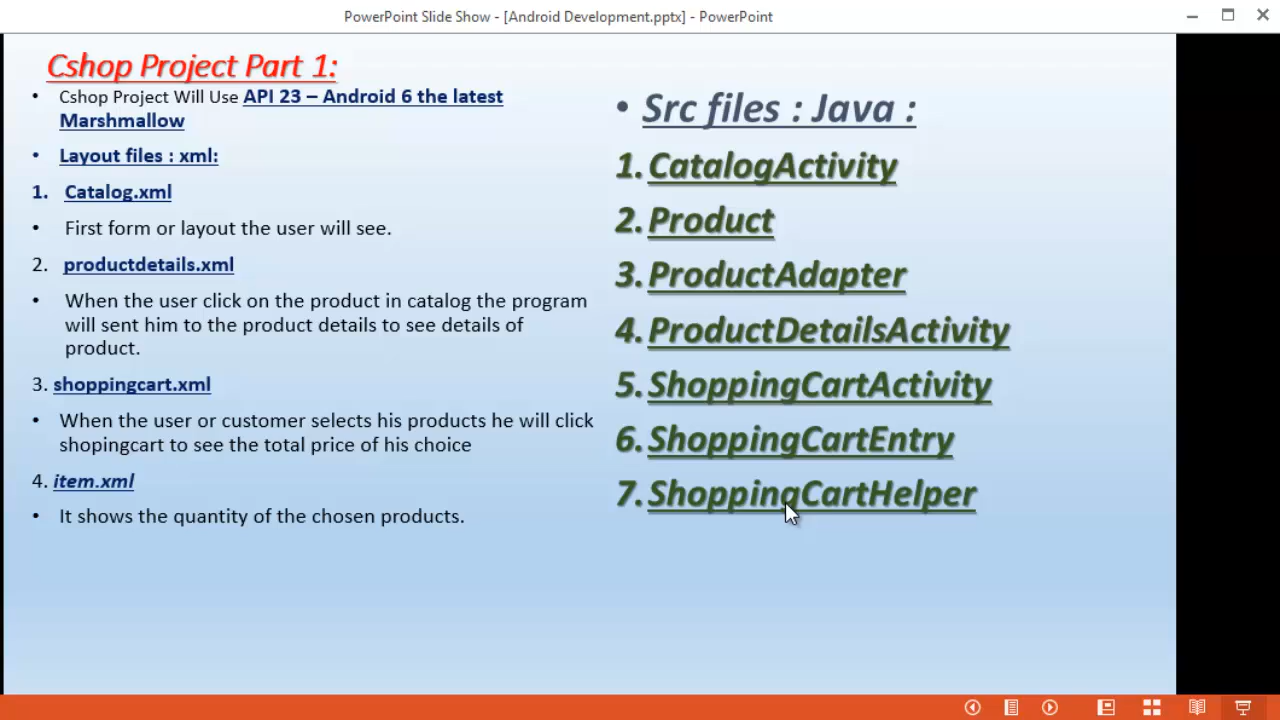 PowerPoint Slide Show - [Android Development.pptx] - PowerPoint
Cshop Project Part 1:
• Cshop Project Will Use API 23 – Android 6 the latest
Marshmallow
• Layout files : xml:
1. Catalog.xml
• First form or layout the user will see.
2. productdetails.xml
• When the user click on the product in catalog the program
will sent him to the product details to see details of
product.
3. shoppingcart.xml
• When the user or customer selects his products he will click
shopingcart to see the total price of his choice
4. item.xml
• It shows the quantity of the chosen products.
• Src files : Java :
1. CatalogActivity
2. Product
3. ProductAdapter
4. ProductDetailsActivity
5. ShoppingCartActivity
6. ShoppingCartEntry
7. ShoppingCartHelper